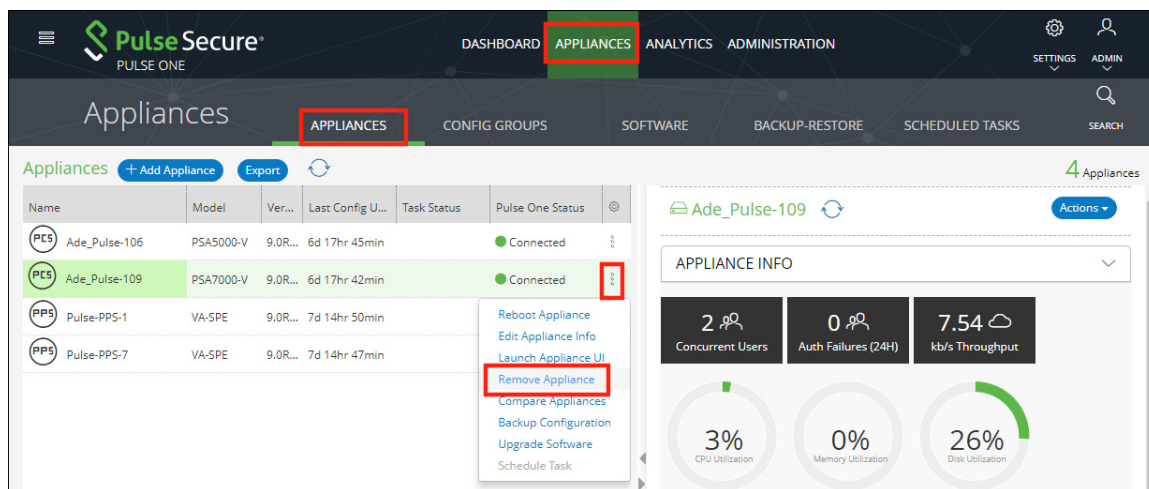 Pulse Secure®
PULSE ONE
DASHBOARD APPLIANCES ANALYTICS ADMINISTRATION
SETTINGS ADMIN
Appliances
APPLIANCES CONFIG GROUPS SOFTWARE BACKUP-RESTORE SCHEDULED TASKS
SEARCH
Appliances + Add Appliance Export
4 Appliances
Name Model Ver... Last Config U... Task Status Pulse One Status
PCS Ade_Pulse-106 PSA5000-V 9.0R... 6d 17hr 45min Connected
PCS Ade_Pulse-109 PSA7000-V 9.0R... 6d 17hr 42min Connected
PPS Pulse-PPS-1 VA-SPE 9.0R... 7d 14hr 50min
PPS Pulse-PPS-7 VA-SPE 9.0R... 7d 14hr 47min
Reboot Appliance
Edit Appliance Info
Launch Appliance UI
Remove Appliance
Compare Appliances
Backup Configuration
Upgrade Software
Schedule Task
Ade_Pulse-109 Actions
APPLIANCE INFO
2 0 7.54
Concurrent Users Auth Failures (24H) kb/s Throughput
3% 0% 26%
CPU Utilization Memory Utilization Disk Utilization